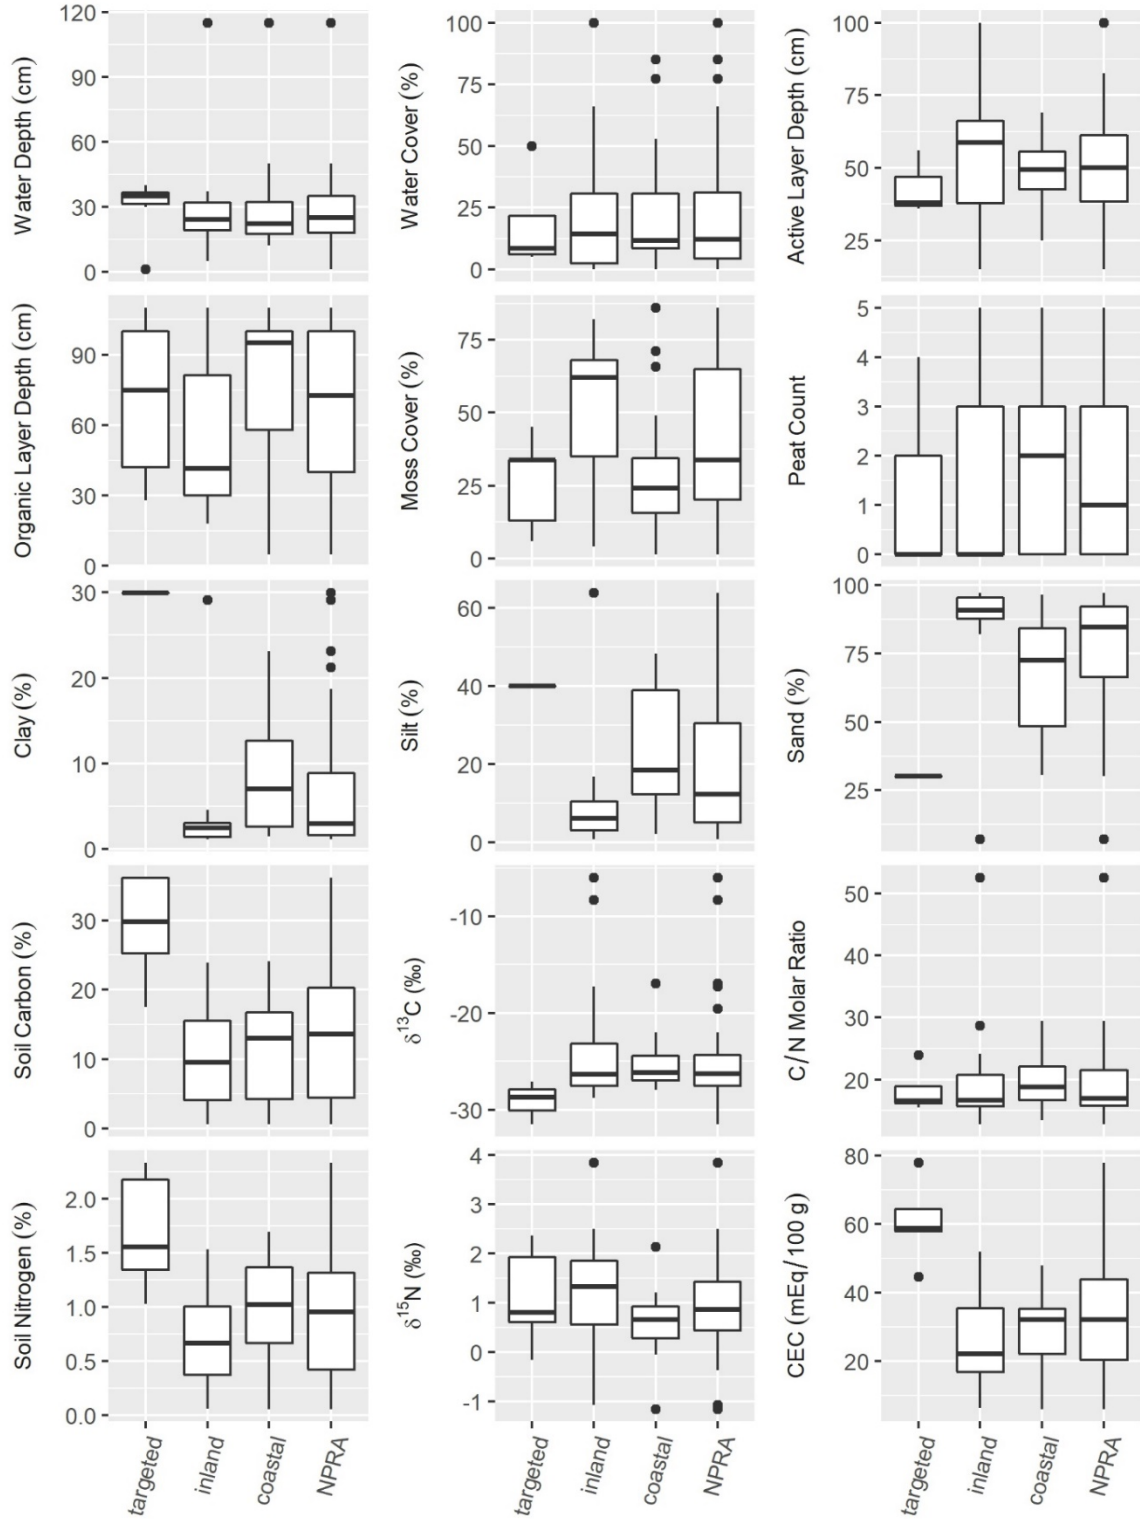 Water Depth (cm)
120
90
60
30
0
Water Cover (%)
100
75
50
25
0
Active Layer Depth (cm)
100
75
50
25
Organic Layer Depth (cm)
90
60
30
0
Moss Cover (%)
75
50
25
0
Peat Count
5
4
3
2
1
0
Clay (%)
30
20
10
0
Silt (%)
60
40
20
0
Sand (%)
100
75
50
25
Soil Carbon (%)
30
20
10
0
δ¹³C (‰)
-10
-20
-30
C/N Molar Ratio
50
40
30
20
Soil Nitrogen (%)
2.0
1.5
1.0
0.5
0.0
δ¹⁵N (‰)
4
3
2
1
0
-1
CEC (mEq/100 g)
80
60
40
20
targeted
inland
coastal
NPRA
targeted
inland
coastal
NPRA
targeted
inland
coastal
NPRA